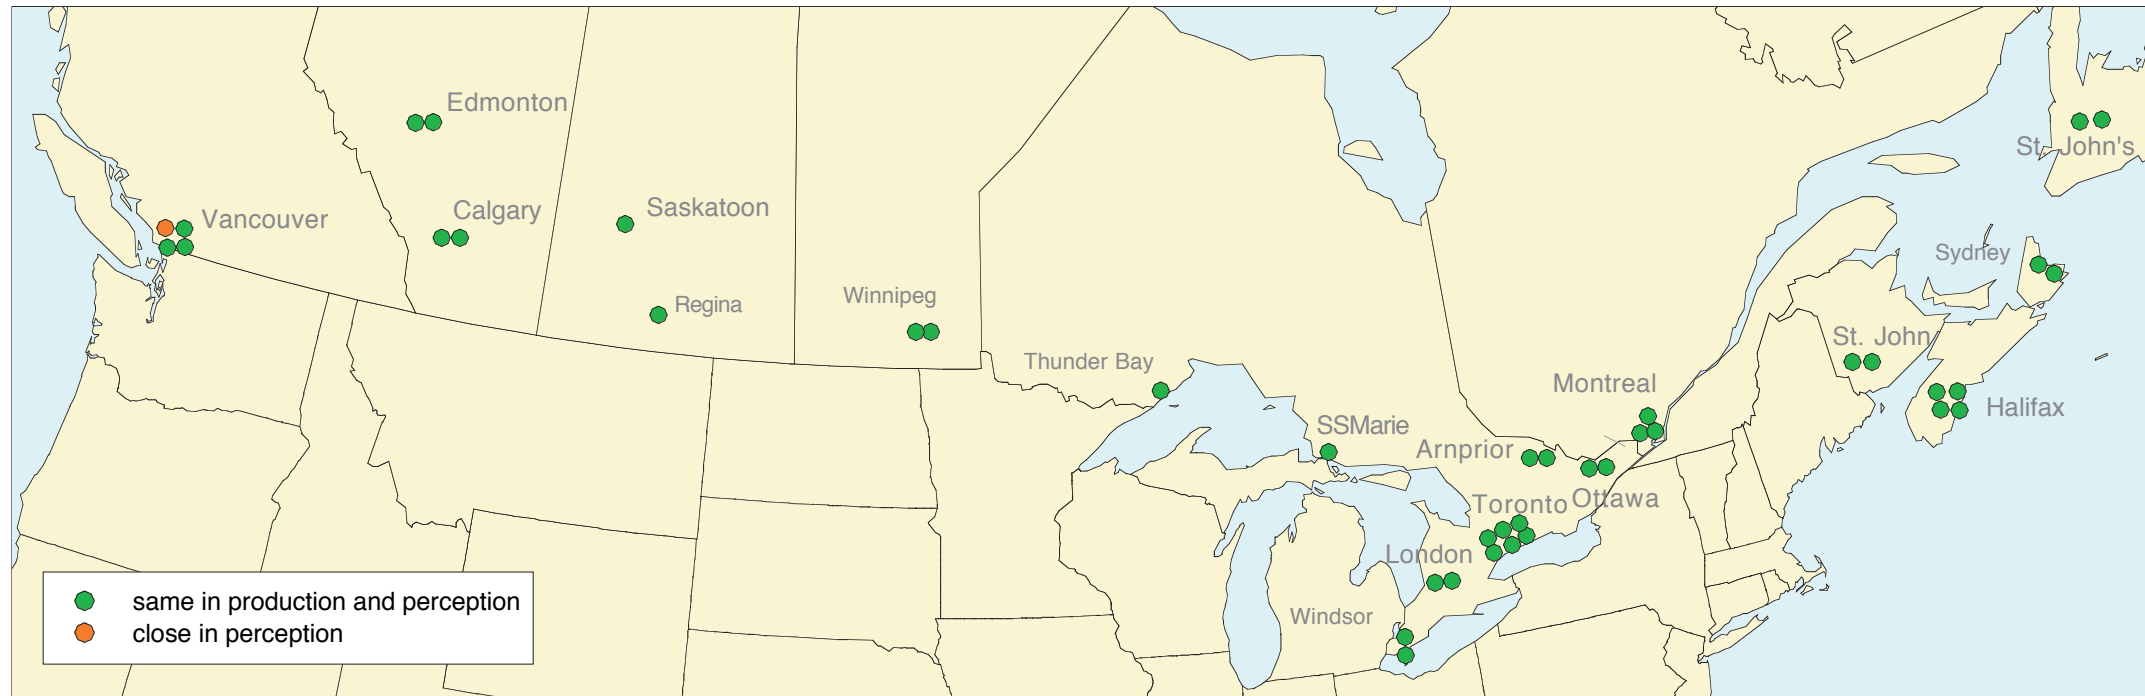 Edmonton
St. John's
Saskatoon
Calgary
Vancouver
Sydney
Winnipeg
Regina
St. John
Thunder Bay
Montreal
Halifax
SSMarie
Arnprior
Toronto
Ottawa
London
same in production and perception
Windsor
close in perception